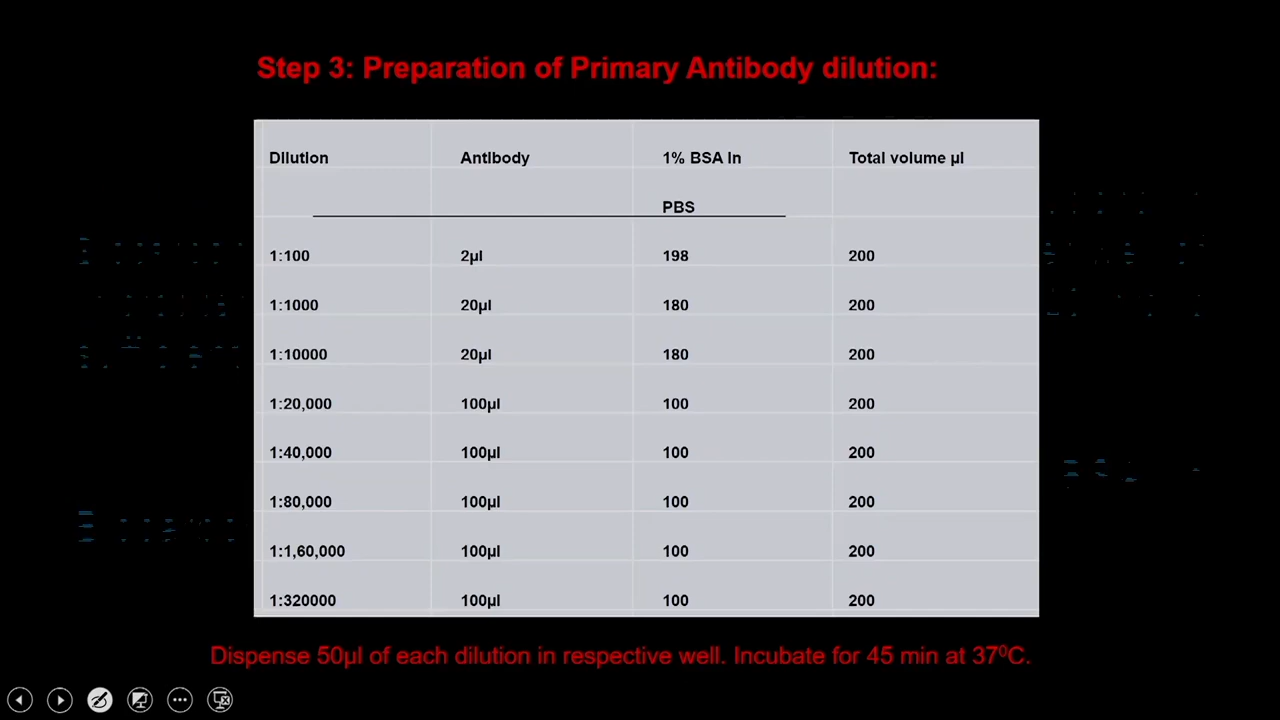 Step 3: Preparation of Primary Antibody dilution:
Dilution Antibody 1% BSA In Total volume µl
PBS
1:100 2µl 198 200
1:1000 20µl 180 200
1:10000 20µl 180 200
1:20,000 100µl 100 200
1:40,000 100µl 100 200
1:80,000 100µl 100 200
1:1,60,000 100µl 100 200
1:320000 100µl 100 200
Dispense 50µl of each dilution in respective well. Incubate for 45 min at 37⁰C.